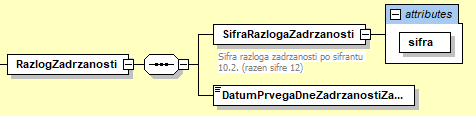 attributes
SifraRazlogaZadrzanosti
sifra
Sifra razloga zadrzanosti po sifrantu
10.2. (razen sifre 12)
RazlogZadrzanosti
DatumPrvegaDneZadrzanostiZa...